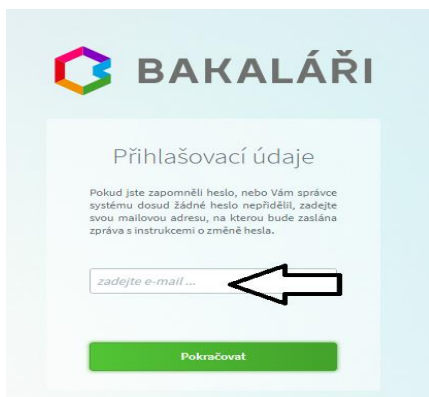 BAKALÁŘI
Přihlašovací údaje
Pokud jste zapomněli heslo, nebo Vám správce
systému dosud žádné heslo nepřidělil, zadejte
svou mailovou adresu, na kterou bude zaslána
zpráva s instrukcemi o změně hesla.
zadejte e-mail ...
Pokračovat